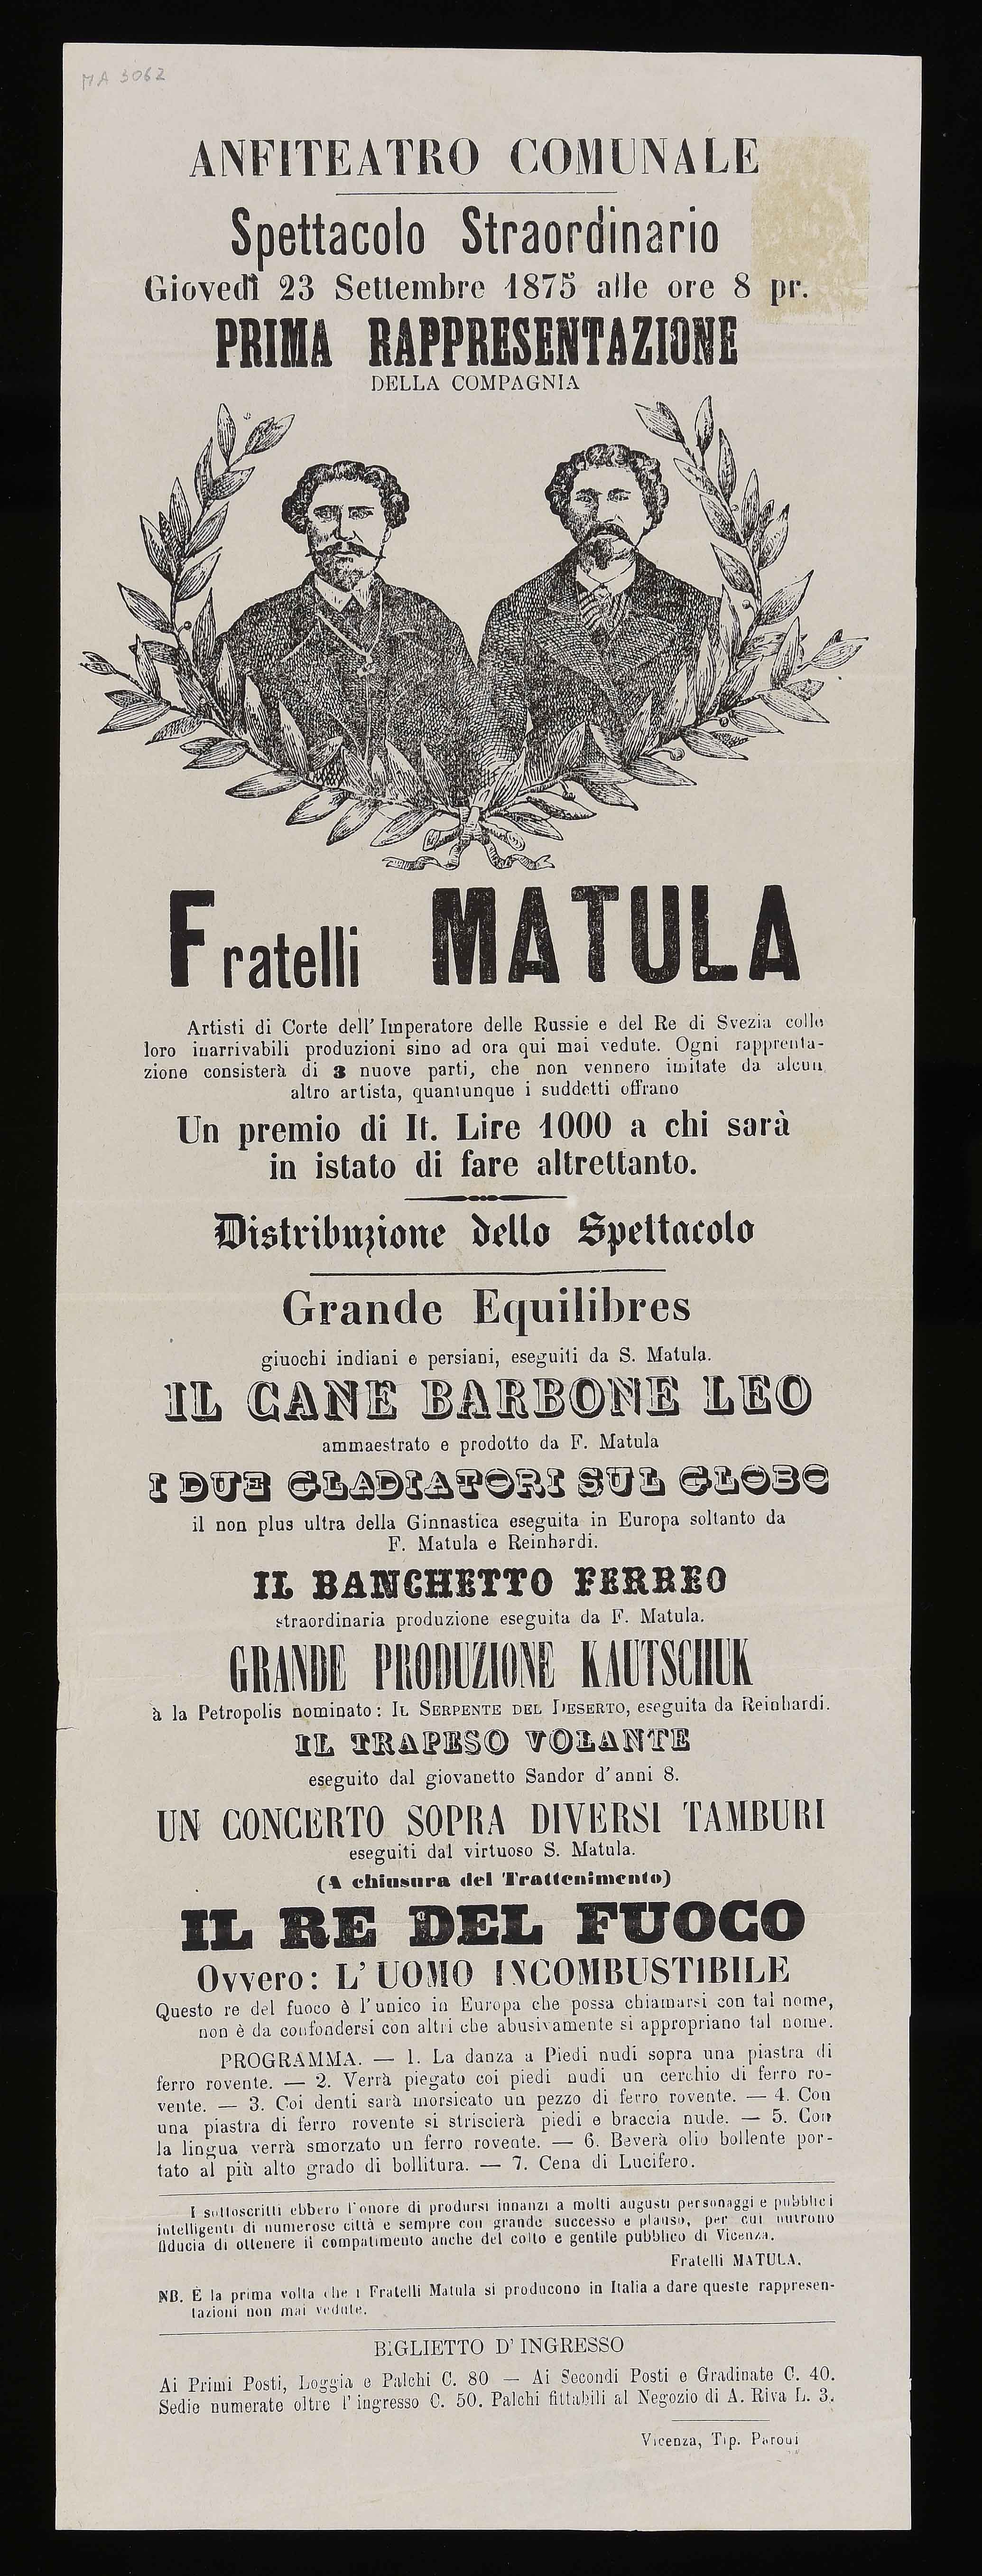 MA 3062
ANFITEATRO COMUNALE
Spettacolo Straordinario
Giovedì 23 Settembre 1875 alle ore 8 pr.
PRIMA RAPPRESENTAZIONE
DELLA COMPAGNIA
Fratelli MATULA
Artisti di Corte dell' Imperatore delle Russie e del Re di Svezia colle
loro inarrivabili produzioni sino ad ora qui mai vedute. Ogni rapprenta-
zione consisterà di 3 nuove parti, che non vennero imitate da alcun
altro artista, quantunque i suddetti offrano
Un premio di It. Lire 1000 a chi sarà
in istato di fare altrettanto.
Distribuzione dello Spettacolo
Grande Equilibres
giuochi indiani e persiani, eseguiti da S. Matula.
IL CANE BARBONE LEO
ammaestrato e prodotto da F. Matula
I DUE GLADIATORI SUL GLOBO
il non plus ultra della Ginnastica eseguita in Europa soltanto da
F. Matula e Reinhardi.
IL BANCHETTO FERREO
straordinaria produzione eseguita da F. Matula.
GRANDE PRODUZIONE KAUTSCHUK
à la Petropolis nominato: IL SERPENTE DEL DESERTO, eseguita da Reinhardi.
IL TRAPESO VOLANTE
eseguito dal giovanetto Sandor d' anni 8.
UN CONCERTO SOPRA DIVERSI TAMBURI
eseguiti dal virtuoso S. Matula.
(A chiusura del Trattenimento)
IL RE DEL FUOCO
Ovvero: L' UOMO INCOMBUSTIBILE
Questo re del fuoco è l' unico in Europa che possa chiamarsi con tal nome,
non è da confondersi con altri che abusivamente si appropriano tal nome.
PROGRAMMA. — 1. La danza a Piedi nudi sopra una piastra di
ferro rovente. — 2. Verrà piegato coi piedi nudi un cerchio di ferro ro-
vente. — 3. Coi denti sarà morsicato un pezzo di ferro rovente. — 4. Con
una piastra di ferro rovente si striscierà piedi e braccia nude. — 5. Con
la lingua verrà smorzato un ferro rovente. — 6. Beverà olio bollente por-
tato al più alto grado di bollitura. — 7. Cena di Lucifero.
I sottoscritti ebbero l' onore di prodursi innanzi a molti augusti personaggi e pubblici
intelligenti di numerose città e sempre con grande successo e plauso, per cui nutrono
fiducia di ottenere il compatimento anche del colto e gentile pubblico di Vicenza.
Fratelli MATULA.
NB. È la prima volta che i Fratelli Matula si producono in Italia a dare queste rappresen-
tazioni non mai vedute.
BIGLIETTO D' INGRESSO
Ai Primi Posti, Loggia e Palchi C. 80 — Ai Secondi Posti e Gradinate C. 40.
Sedie numerate oltre l' ingresso C. 50. Palchi fittabili al Negozio di A. Riva L. 3.
Vicenza, Tip. Paroni